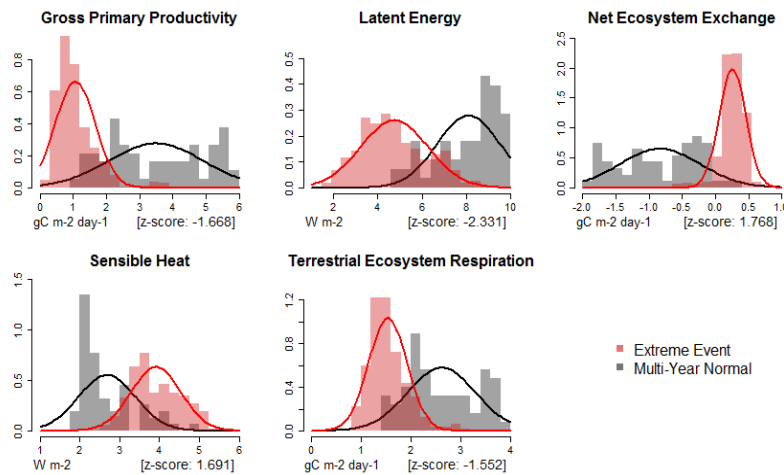 Gross Primary Productivity
0.0 0.2 0.4 0.6 0.8
0 1 2 3 4 5 6
gC m-2 day-1 [z-score: -1.668]
Latent Energy
0.0 0.1 0.2 0.3 0.4 0.5
2 4 6 8 10
W m-2 [z-score: -2.331]
Net Ecosystem Exchange
0.0 0.5 1.0 1.5 2.0 2.5
-2.0 -1.5 -1.0 -0.5 0.0 0.5 1.0
gC m-2 day-1 [z-score: 1.768]
Sensible Heat
0.0 0.5 1.0 1.5
1 2 3 4 5 6
W m-2 [z-score: 1.691]
Terrestrial Ecosystem Respiration
0.0 0.4 0.8 1.2
0 1 2 3 4
gC m-2 day-1 [z-score: -1.552]
Extreme Event
Multi-Year Normal